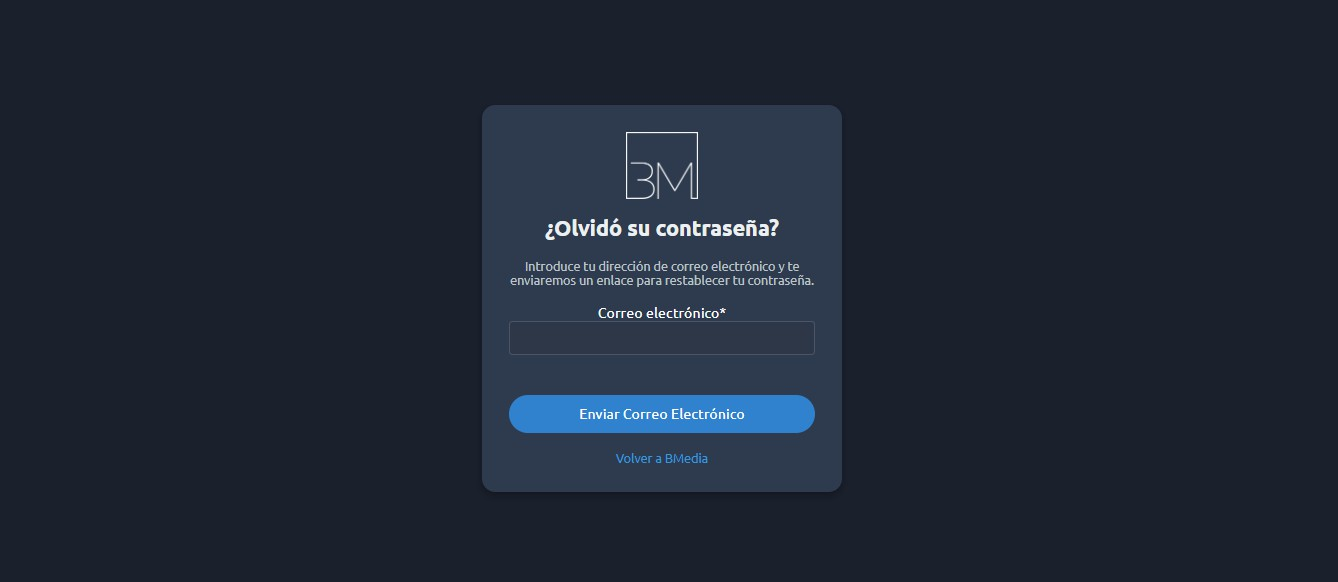 BM
¿Olvidó su contraseña?
Introduce tu dirección de correo electrónico y te
enviaremos un enlace para restablecer tu contraseña.
Correo electrónico*
Enviar Correo Electrónico
Volver a BMedia